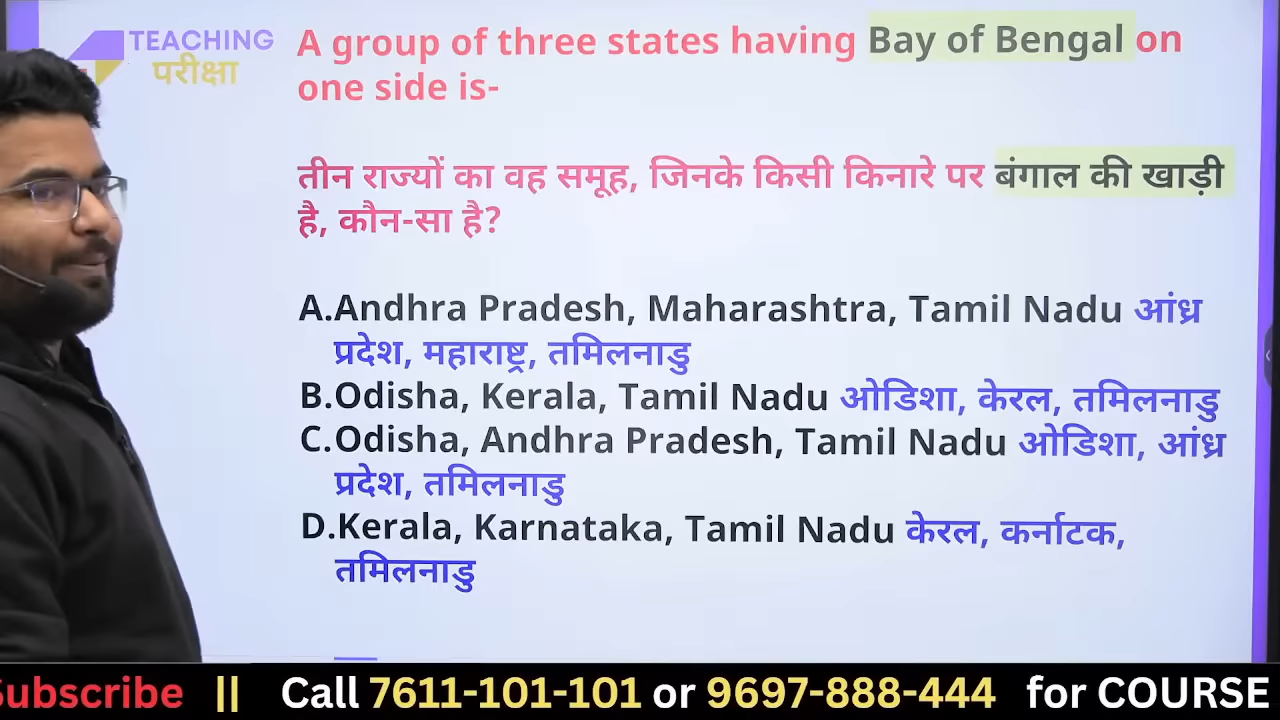 TEACHING
परीक्षा
A group of three states having Bay of Bengal on
one side is-
तीन राज्यों का वह समूह, जिनके किसी किनारे पर बंगाल की खाड़ी
है, कौन-सा है?
A.Andhra Pradesh, Maharashtra, Tamil Nadu आंध्र
प्रदेश, महाराष्ट्र, तमिलनाडु
B.Odisha, Kerala, Tamil Nadu ओडिशा, केरल, तमिलनाडु
C.Odisha, Andhra Pradesh, Tamil Nadu ओडिशा, आंध्र
प्रदेश, तमिलनाडु
D.Kerala, Karnataka, Tamil Nadu केरल, कर्नाटक,
तमिलनाडु
Subscribe || Call 7611-101-101 or 9697-888-444 for COURSE